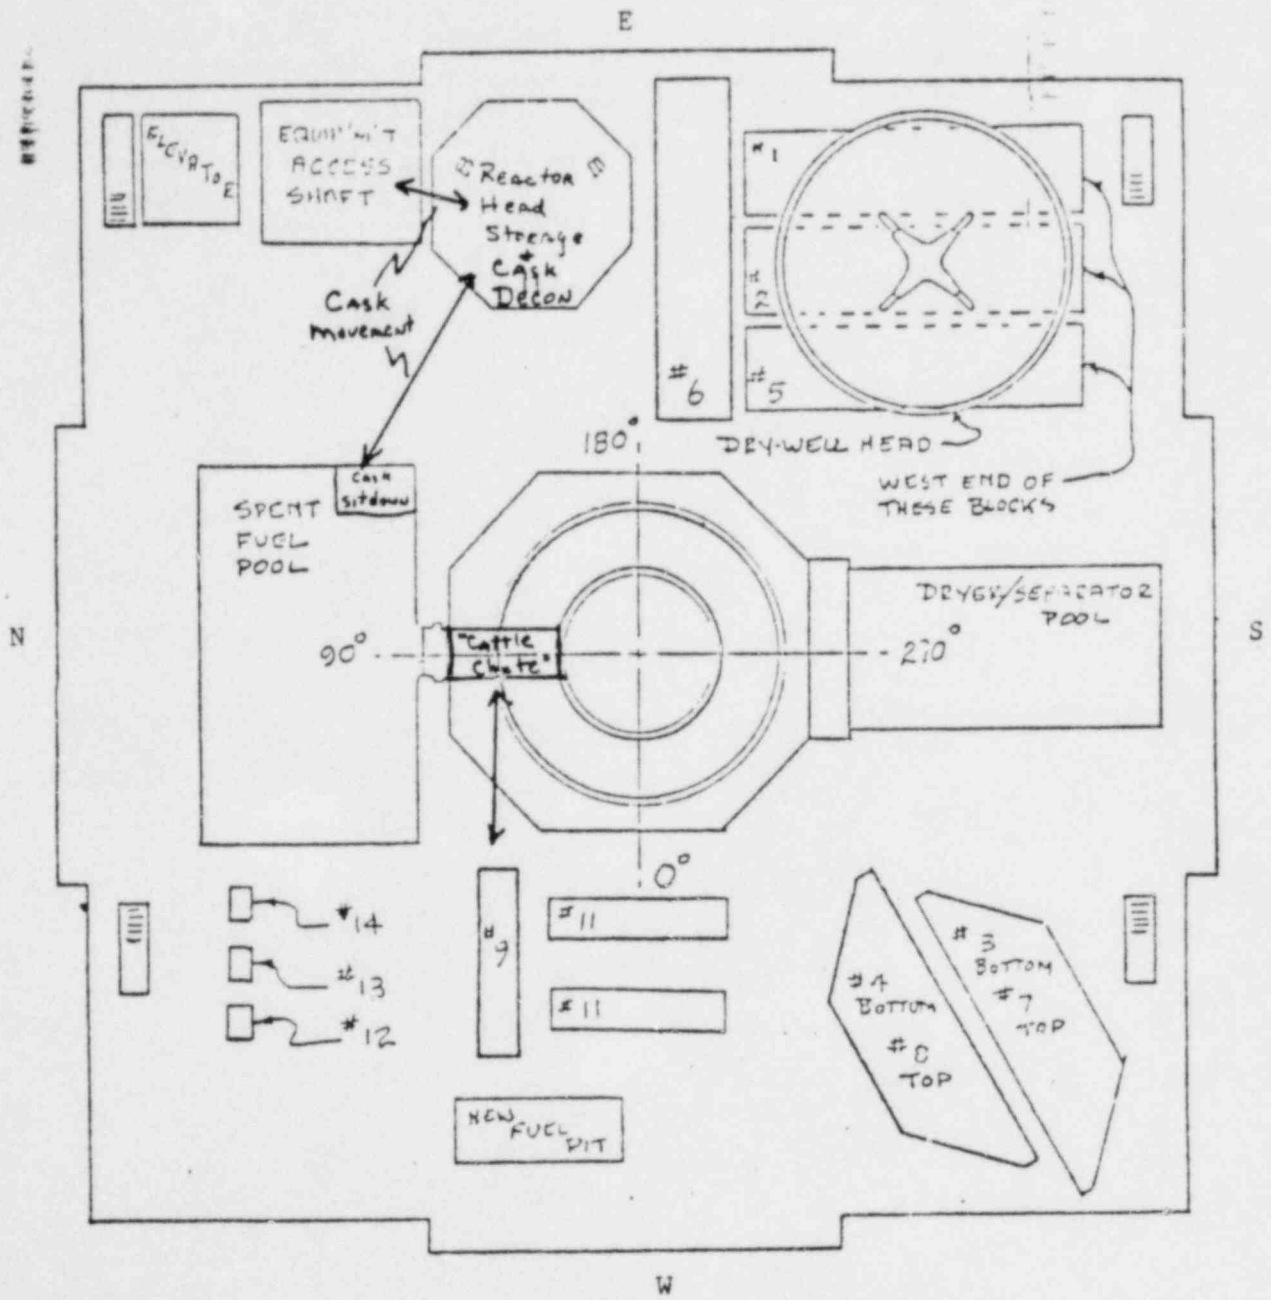 E
ELEVATOE
EQUIP'M'T
ACCESS
SHAFT
REACTOR
Head
Storage
+
CASK
DECON
CASK
movement
#1
#2
#5
#6
DRY-WELL HEAD
WEST END OF
THESE BLOCKS
180°
SPENT
FUEL
POOL
Cask
sitdown
"Cattle
Chute"
90°
270°
DRYER/SEPARATOR
POOL
N
S
0°
#14
#13
#12
#9
#11
#11
#4
BOTTOM
#8
TOP
#3
BOTTOM
#7
TOP
NEW
FUEL
PIT
W